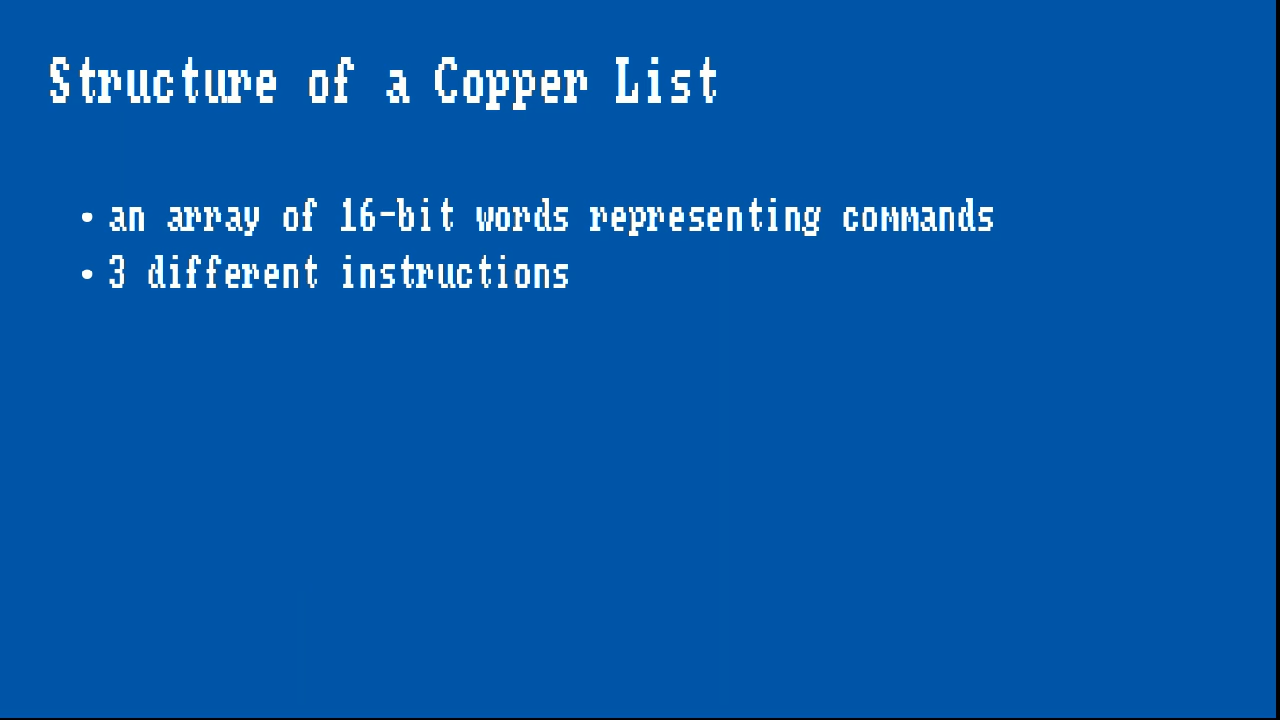 Structure of a Copper List
• an array of 16-bit words representing commands
• 3 different instructions